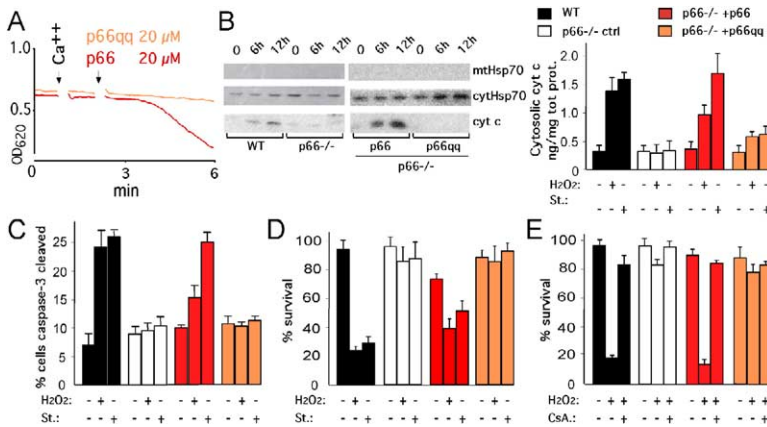 A
Ca++
p66qq 20 µM
p66 20 µM
1.0
0.5
OD620
0 3 6
min
B
0 6h 12h 0 6h 12h 0 6h 12h 0 6h 12h
mtHsp70
cytHsp70
cyt c
WT p66-/- p66 p66qq
p66-/-
WT
p66-/- ctrl
p66-/- +p66
p66-/- +p66qq
Cytosolic cyt c
ng/mg tot prot.
2.0
1.5
1.0
0.5
0
H2O2: - + - - + - - + - - + -
St.: - - + - - + - - + - - +
C
% cells caspase-3 cleaved
25
20
15
10
5
0
H2O2: - + - - + - - + - - + -
St.: - - + - - + - - + - - +
D
% survival
100
80
60
40
20
0
H2O2: - + - - + - - + - - + -
St.: - - + - - + - - + - - +
E
% survival
100
80
60
40
20
0
H2O2: - + + - + + - + + - + +
CsA.: - - + - - + - - + - - +